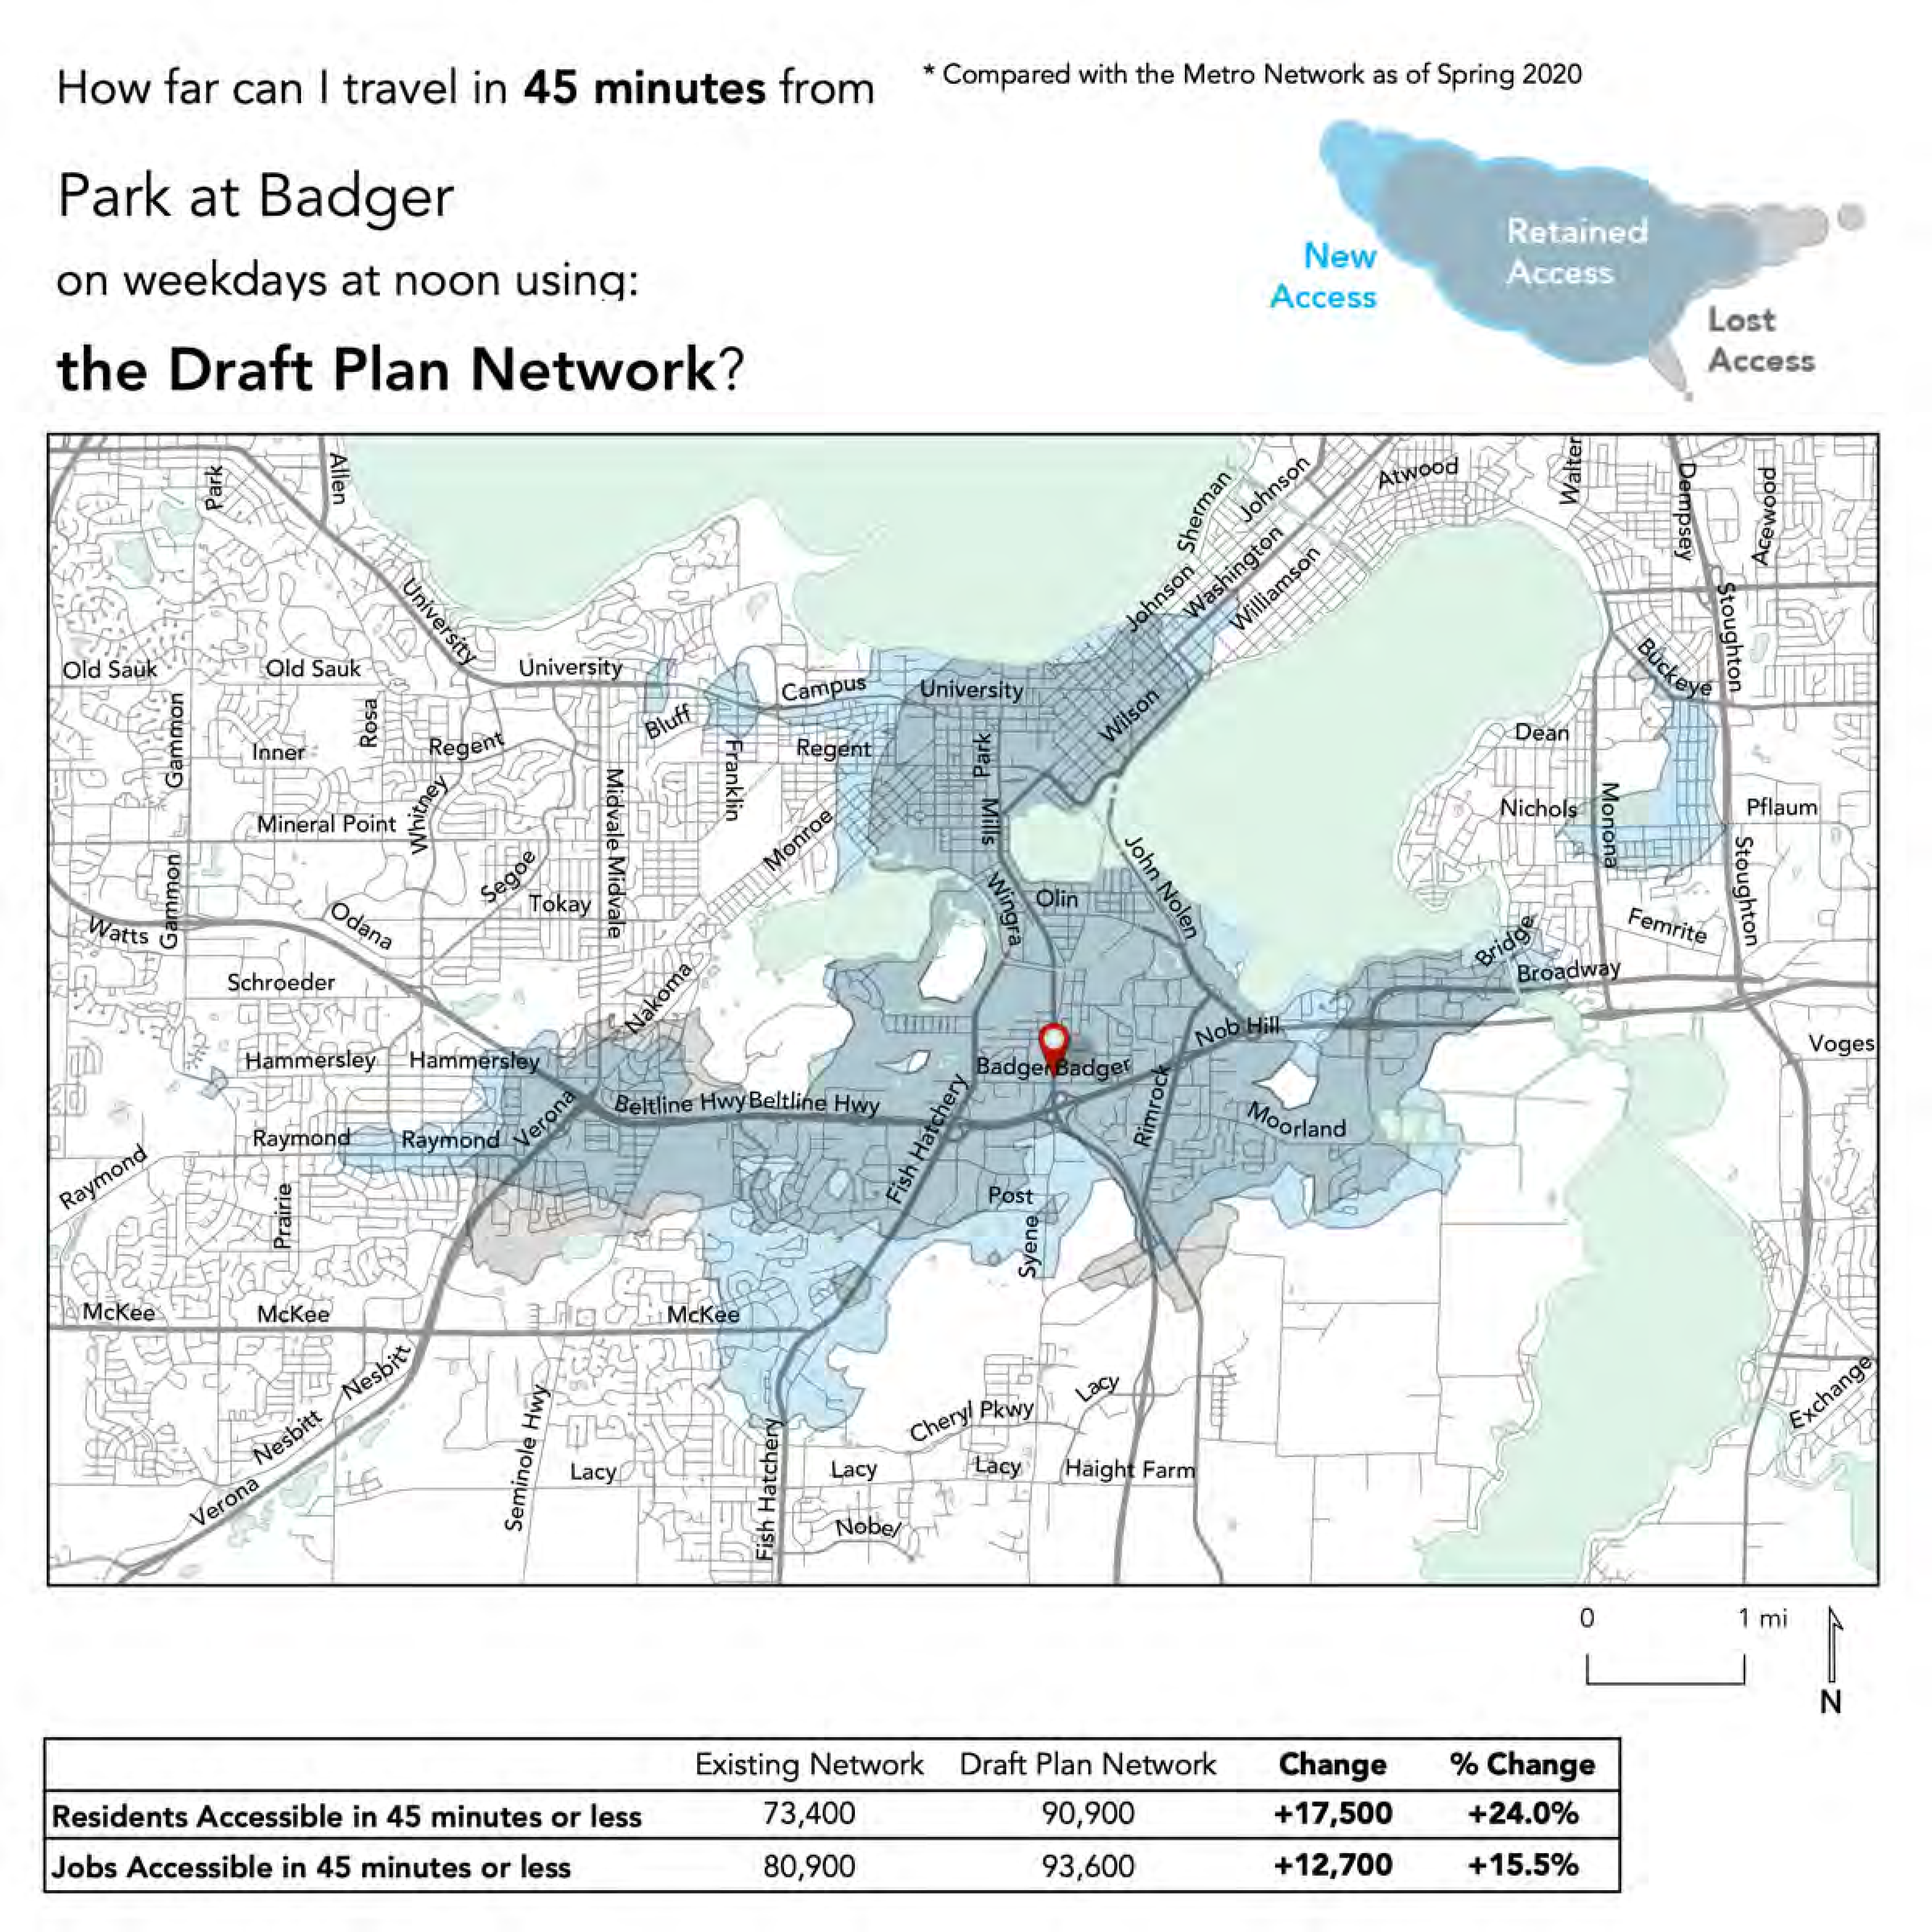 How far can I travel in 45 minutes from
* Compared with the Metro Network as of Spring 2020
Park at Badger
on weekdays at noon using:
the Draft Plan Network?
New
Access
Retained
Access
Lost
Access
Park
Allen
Sherman
Johnson
Atwood
Walter
Dempsey
Acewood
University
Johnson
Washington
Williamson
Stoughton
Old Sauk
Old Sauk
University
Campus
University
Buckeye
Gammon
Rosa
Bluff
Wilson
Inner
Regent
Franklin
Regent
Park
Dean
Whitney
Midvale
Midvale
Mineral Point
Monroe
Mills
Nichols
Monona
Pflaum
Segoe
Tokay
John Nolen
Stoughton
Gammon
Watts
Odana
Wingra
Olin
Femrite
Bridge
Broadway
Schroeder
Nakoma
Nob Hill
Voges
Hammersley
Hammersley
Badger
Badger
Rimrock
Beltline Hwy
Beltline Hwy
Moorland
Verona
Fish Hatchery
Raymond
Raymond
Raymond
Prairie
Post
Syene
McKee
McKee
McKee
Nesbitt
Nesbitt
Seminole Hwy
Lacy
Cheryl Pkwy
Exchange
Fish Hatchery
Lacy
Lacy
Lacy
Haight Farm
Verona
Nobel
0 1 mi
N
Existing Network Draft Plan Network Change % Change
Residents Accessible in 45 minutes or less 73,400 90,900 +17,500 +24.0%
Jobs Accessible in 45 minutes or less 80,900 93,600 +12,700 +15.5%